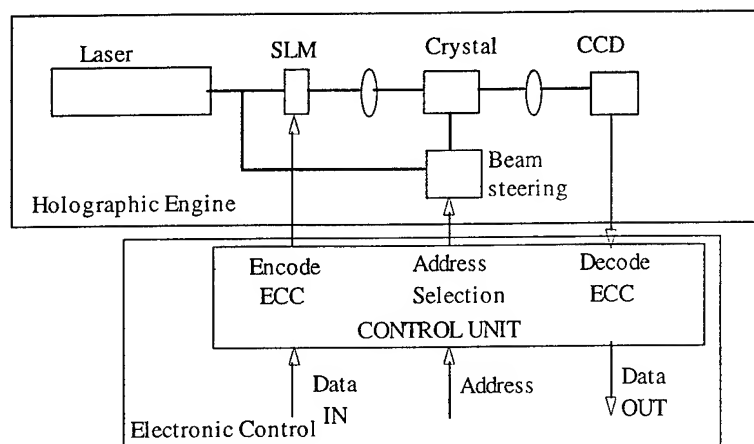 Laser
SLM
Crystal
CCD
Beam
steering
Holographic Engine
Encode
ECC
Address
Selection
Decode
ECC
CONTROL UNIT
Data
IN
Address
Data
OUT
Electronic Control